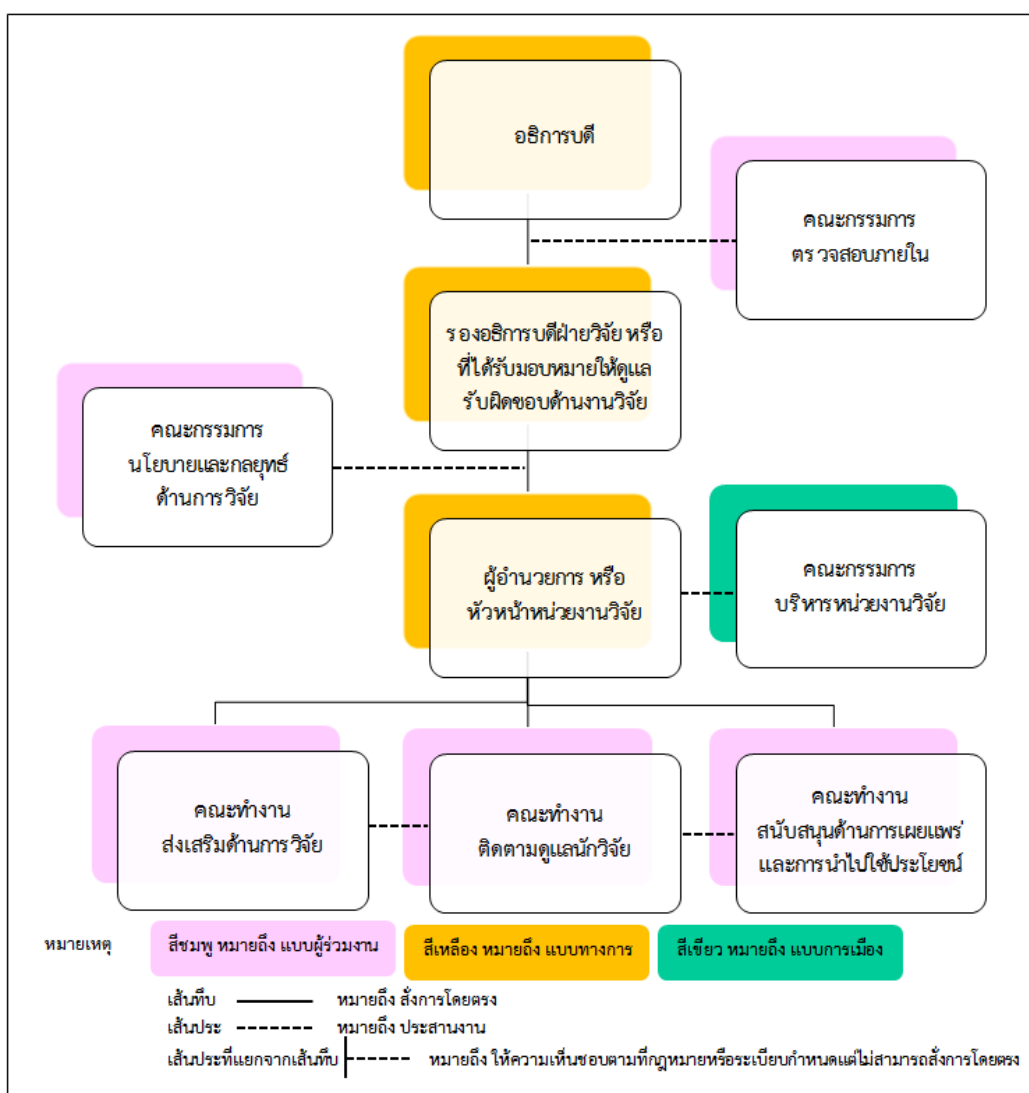 อธิการบดี
คณะกรรมการ
ตรวจสอบภายใน
รองอธิการบดีฝ่ายวิจัย หรือ
ที่ได้รับมอบหมายให้ดูแล
รับผิดชอบด้านงานวิจัย
คณะกรรมการ
นโยบายและกลยุทธ์
ด้านการวิจัย
ผู้อำนวยการ หรือ
หัวหน้าหน่วยงานวิจัย
คณะกรรมการ
บริหารหน่วยงานวิจัย
คณะทำงาน
ส่งเสริมด้านการวิจัย
คณะทำงาน
ติดตามดูแลนักวิจัย
คณะทำงาน
สนับสนุนด้านการเผยแพร่
และการนำไปใช้ประโยชน์
หมายเหตุ
สีชมพู หมายถึง แบบผู้ร่วมงาน
สีเหลือง หมายถึง แบบทางการ
สีเขียว หมายถึง แบบการเมือง
เส้นทึบ หมายถึง สั่งการโดยตรง
เส้นประ หมายถึง ประสานงาน
เส้นประที่แยกจากเส้นทึบ หมายถึง ให้ความเห็นชอบตามที่กฎหมายหรือระเบียบกำหนดแต่ไม่สามารถสั่งการโดยตรง